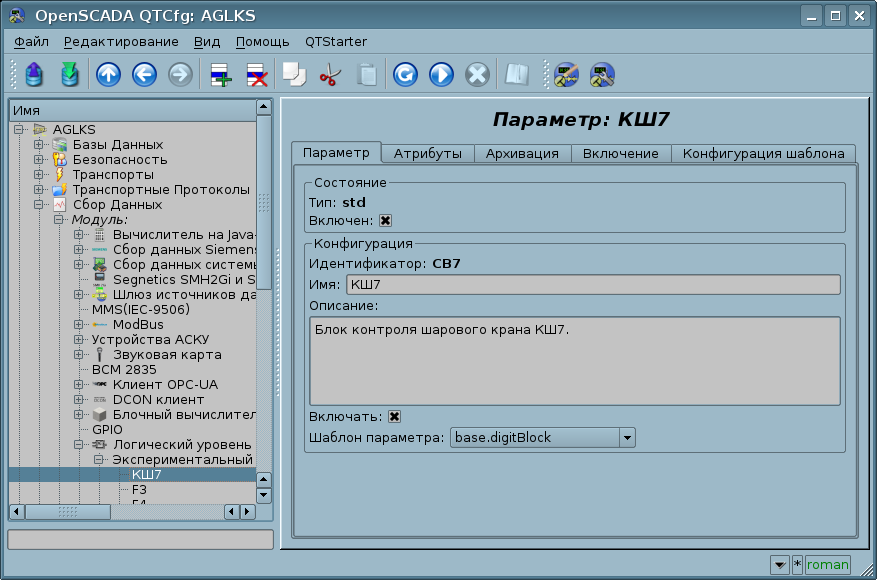 OpenSCADA QTCfg: AGLKS
Файл Редактирование Вид Помощь QTStarter
Имя
AGLKS
Базы Данных
Безопасность
Транспорты
Транспортные Протоколы
Сбор Данных
Модуль:
Вычислитель на Java-
Сбор данных Siemens
Сбор данных системы
Segnetics SMH2Gi и S
Шлюз источников да
MMS(IEC-9506)
ModBus
Устройства АСКУ
Звуковая карта
BCM 2835
Клиент OPC-UA
DCON клиент
Блочный вычислител
GPIO
Логический уровень
Экспериментальный
КШ7
F3
F4
Параметр: КШ7
Параметр Атрибуты Архивация Включение Конфигурация шаблона
Состояние
Тип: std
Включен:
Конфигурация
Идентификатор: CB7
Имя: КШ7
Описание:
Блок контроля шарового крана КШ7.
Включать:
Шаблон параметра: base.digitBlock
* roman